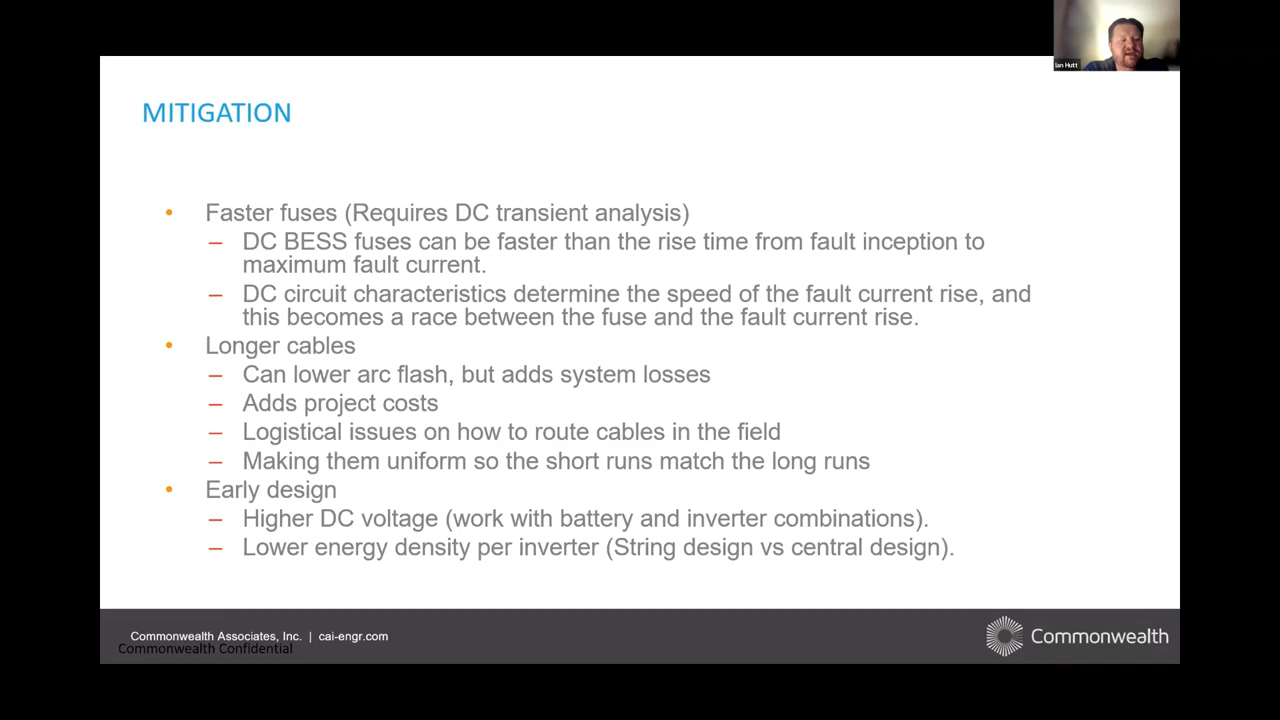 Ian Hutt
MITIGATION
• Faster fuses (Requires DC transient analysis)
– DC BESS fuses can be faster than the rise time from fault inception to
maximum fault current.
– DC circuit characteristics determine the speed of the fault current rise, and
this becomes a race between the fuse and the fault current rise.
• Longer cables
– Can lower arc flash, but adds system losses
– Adds project costs
– Logistical issues on how to route cables in the field
– Making them uniform so the short runs match the long runs
• Early design
– Higher DC voltage (work with battery and inverter combinations).
– Lower energy density per inverter (String design vs central design).
Commonwealth Associates, Inc. | cai-engr.com
Commonwealth Confidential
Commonwealth